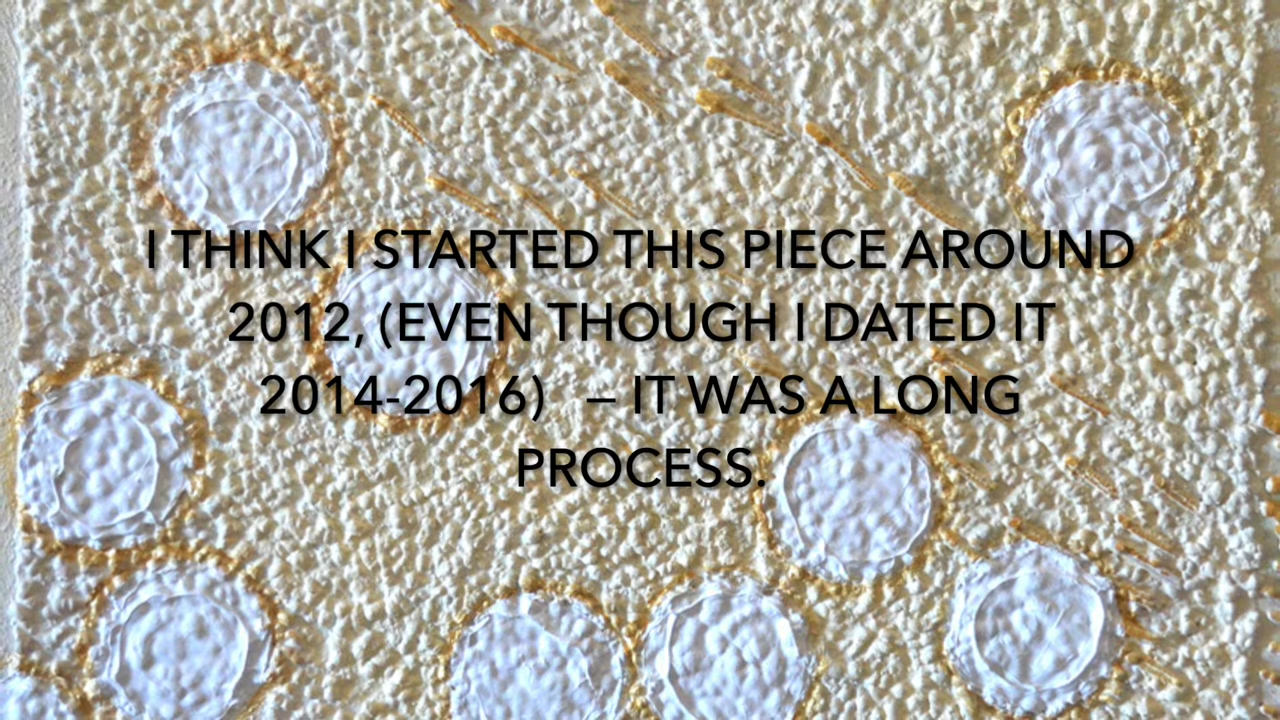 I THINK I STARTED THIS PIECE AROUND
2012, (EVEN THOUGH I DATED IT
2014-2016) – IT WAS A LONG
PROCESS.